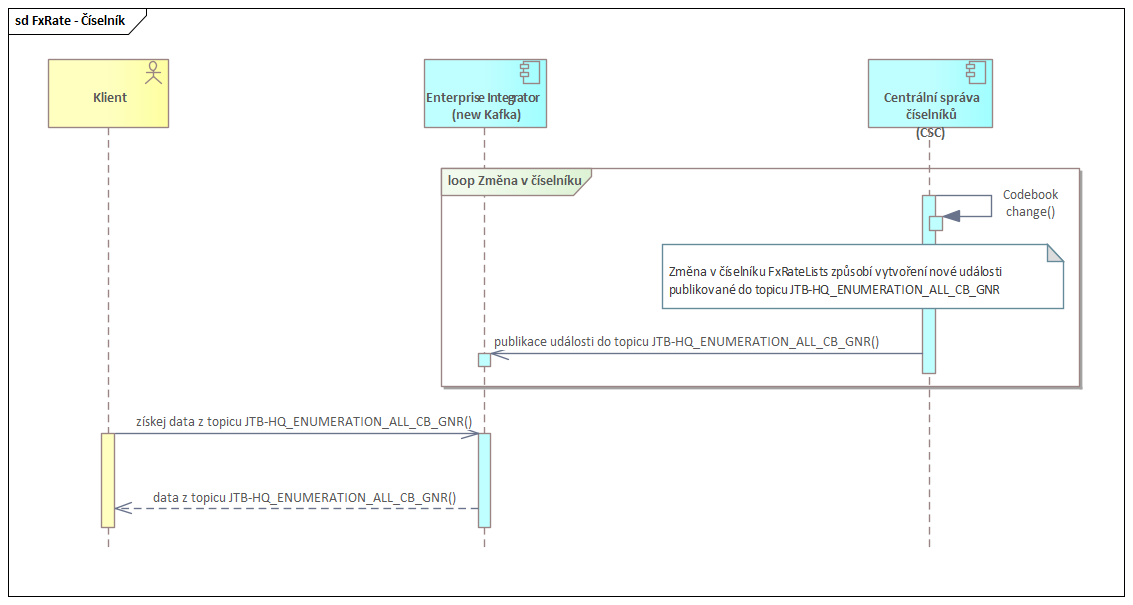 sd FxRate - Číselník
Klient
Enterprise Integrator
(new Kafka)
Centrální správa
číselníků
(CSC)
loop Změna v číselníku
Codebook
change()
Změna v číselníku FxRateLists způsobí vytvoření nové události
publikované do topicu JTB-HQ_ENUMERATION_ALL_CB_GNR
publikace události do topicu JTB-HQ_ENUMERATION_ALL_CB_GNR()
získej data z topicu JTB-HQ_ENUMERATION_ALL_CB_GNR()
data z topicu JTB-HQ_ENUMERATION_ALL_CB_GNR()